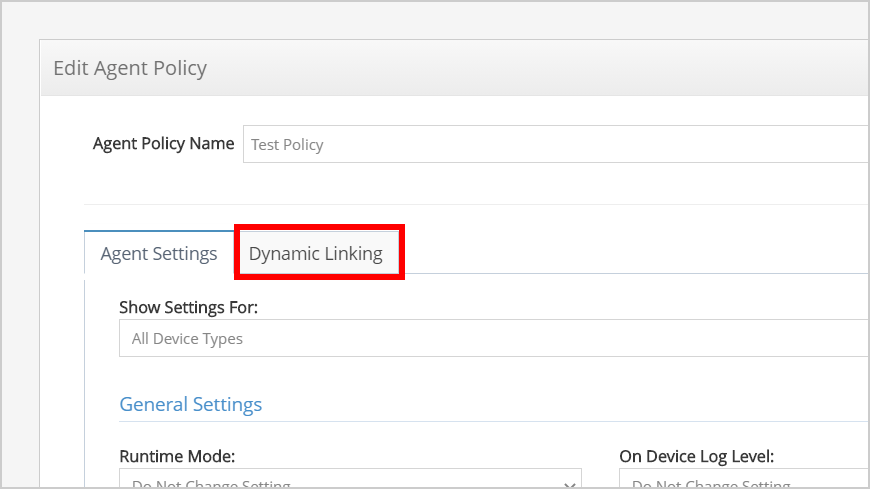 Edit Agent Policy
Agent Policy Name Test Policy
Agent Settings Dynamic Linking
Show Settings For:
All Device Types
General Settings
Runtime Mode: On Device Log Level:
Do Not Change Setting Do Not Change Setting